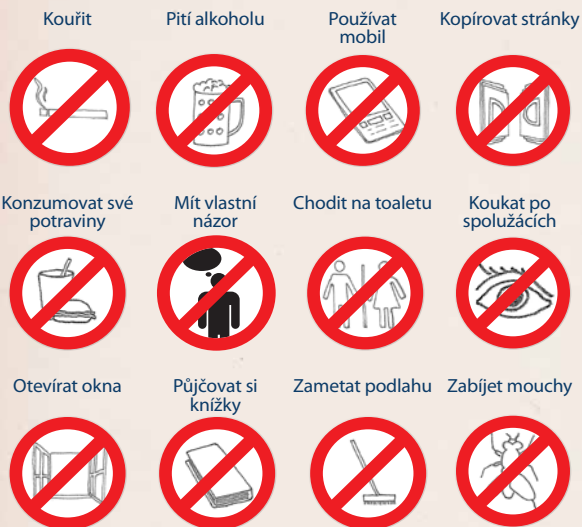 Kouřit
Pití alkoholu
Používat
mobil
Kopírovat stránky
Konzumovat své
potraviny
Mít vlastní
názor
Chodit na toaletu
Koukat po
spolužácích
Otevírat okna
Půjčovat si
knížky
Zametat podlahu
Zabíjet mouchy